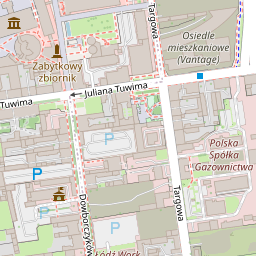 Targowa
Osiedle
mieszkaniowe
(Vantage)
Zabytkowy
zbiornik
Juliana Tuwima
Tuwima
Polska
Spółka
Gazownictwa
P
P
P
Targowa
Dowborczyków
Łódź Work